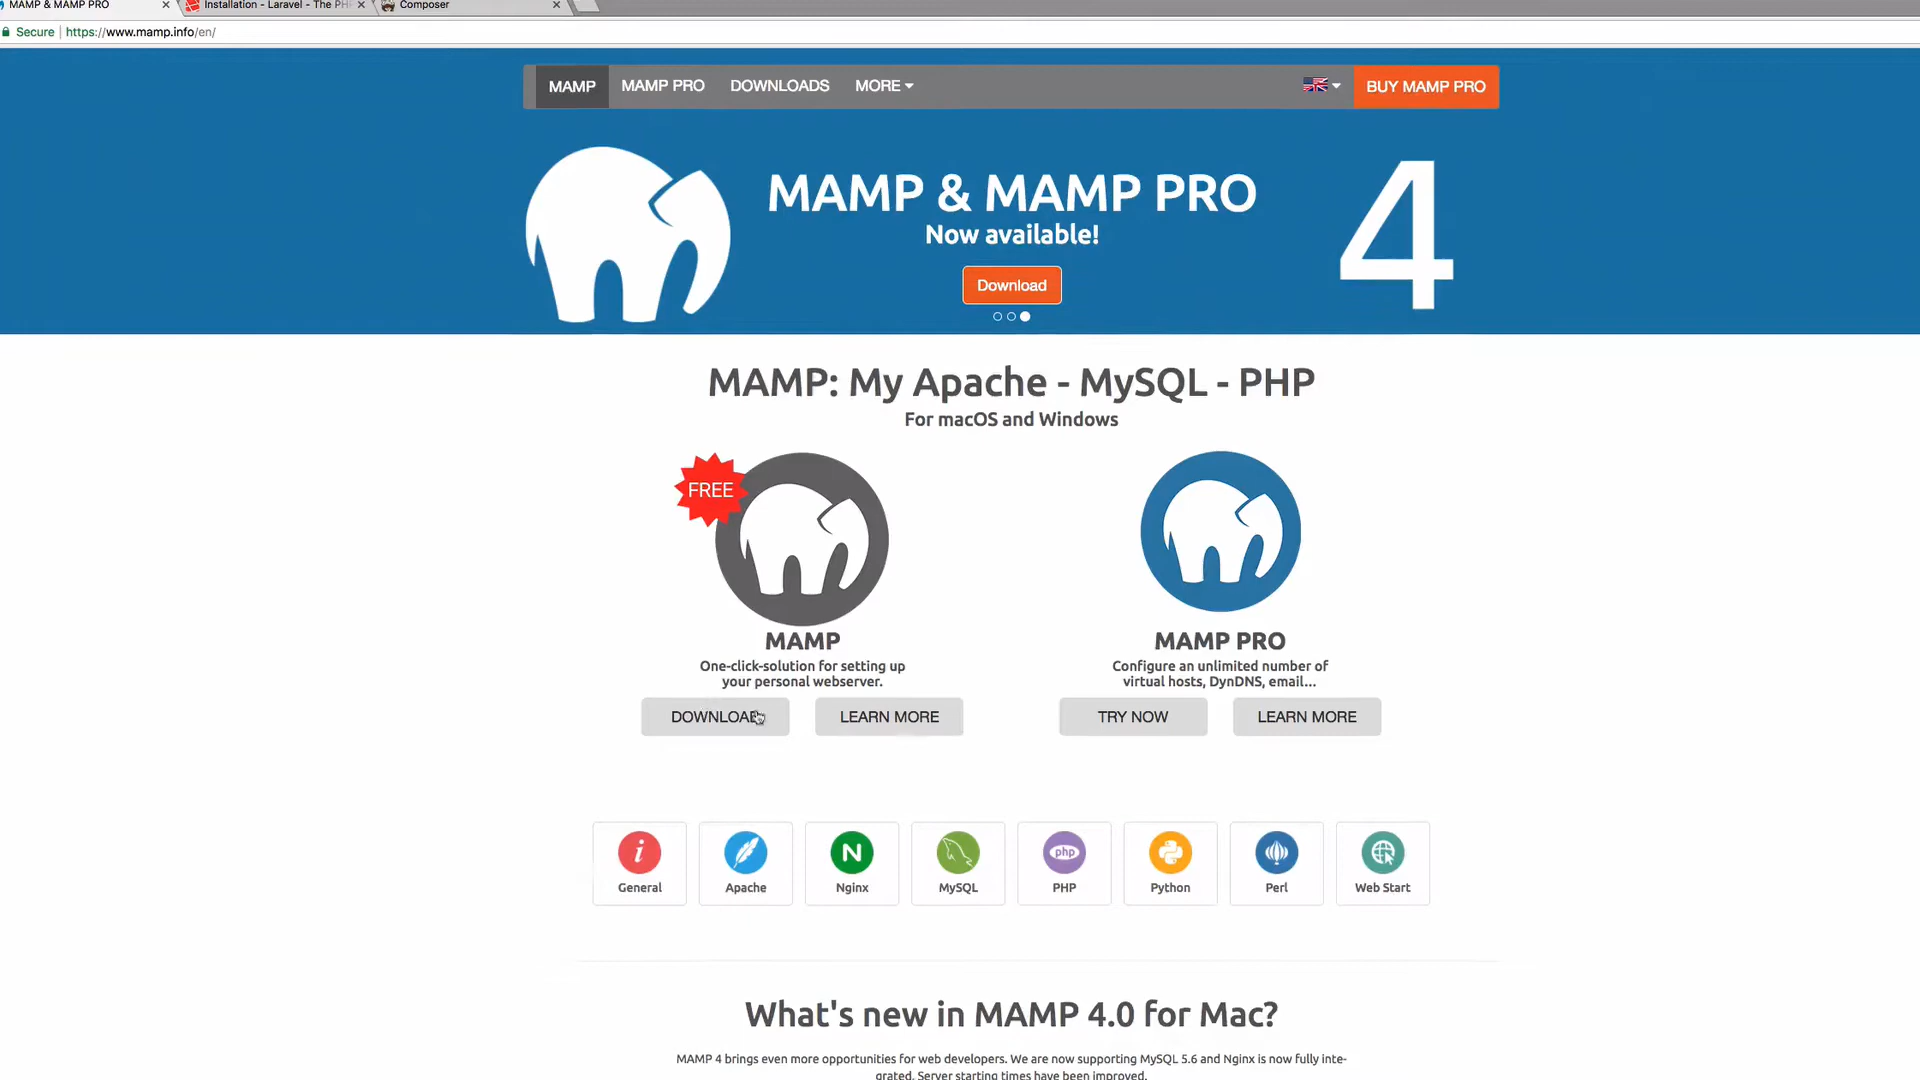 MAMP & MAMP PRO
Installation - Laravel - The PH
Composer
Secure | https://www.mamp.info/en/
MAMP
MAMP PRO
DOWNLOADS
MORE
BUY MAMP PRO
MAMP & MAMP PRO
Now available!
Download
4
MAMP: My Apache - MySQL - PHP
For macOS and Windows
FREE
MAMP
One-click-solution for setting up
your personal webserver.
DOWNLOAD
LEARN MORE
MAMP PRO
Configure an unlimited number of
virtual hosts, DynDNS, email...
TRY NOW
LEARN MORE
i
General
Apache
N
Nginx
MySQL
php
PHP
Python
Perl
Web Start
What's new in MAMP 4.0 for Mac?
MAMP 4 brings even more opportunities for web developers. We are now supporting MySQL 5.6 and Nginx is now fully inte-
grated. Server starting times have been improved.